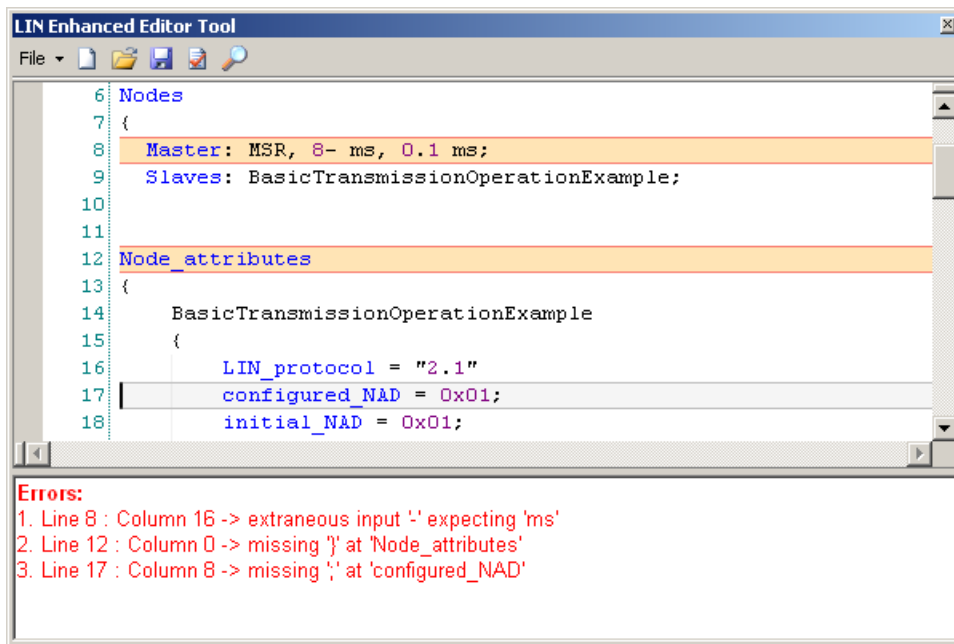 LIN Enhanced Editor Tool
File
6 Nodes
7 {
8 Master: MSR, 8- ms, 0.1 ms;
9 Slaves: BasicTransmissionOperationExample;
10
11
12 Node_attributes
13 {
14 BasicTransmissionOperationExample
15 {
16 LIN_protocol = "2.1"
17 configured_NAD = 0x01;
18 initial_NAD = 0x01;
Errors:
1. Line 8 : Column 16 -> extraneous input '-' expecting 'ms'
2. Line 12 : Column 0 -> missing '}' at 'Node_attributes'
3. Line 17 : Column 8 -> missing ';' at 'configured_NAD'